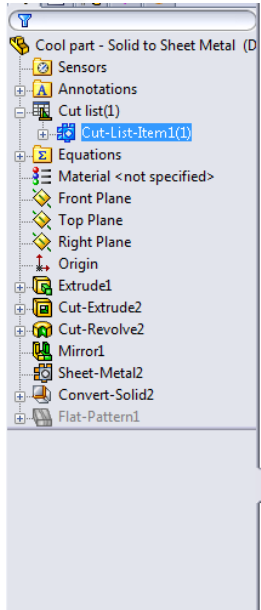 Cool part - Solid to Sheet Metal (D
Sensors
Annotations
Cut list(1)
Cut-List-Item1(1)
Equations
Material <not specified>
Front Plane
Top Plane
Right Plane
Origin
Extrude1
Cut-Extrude2
Cut-Revolve2
Mirror1
Sheet-Metal2
Convert-Solid2
Flat-Pattern1